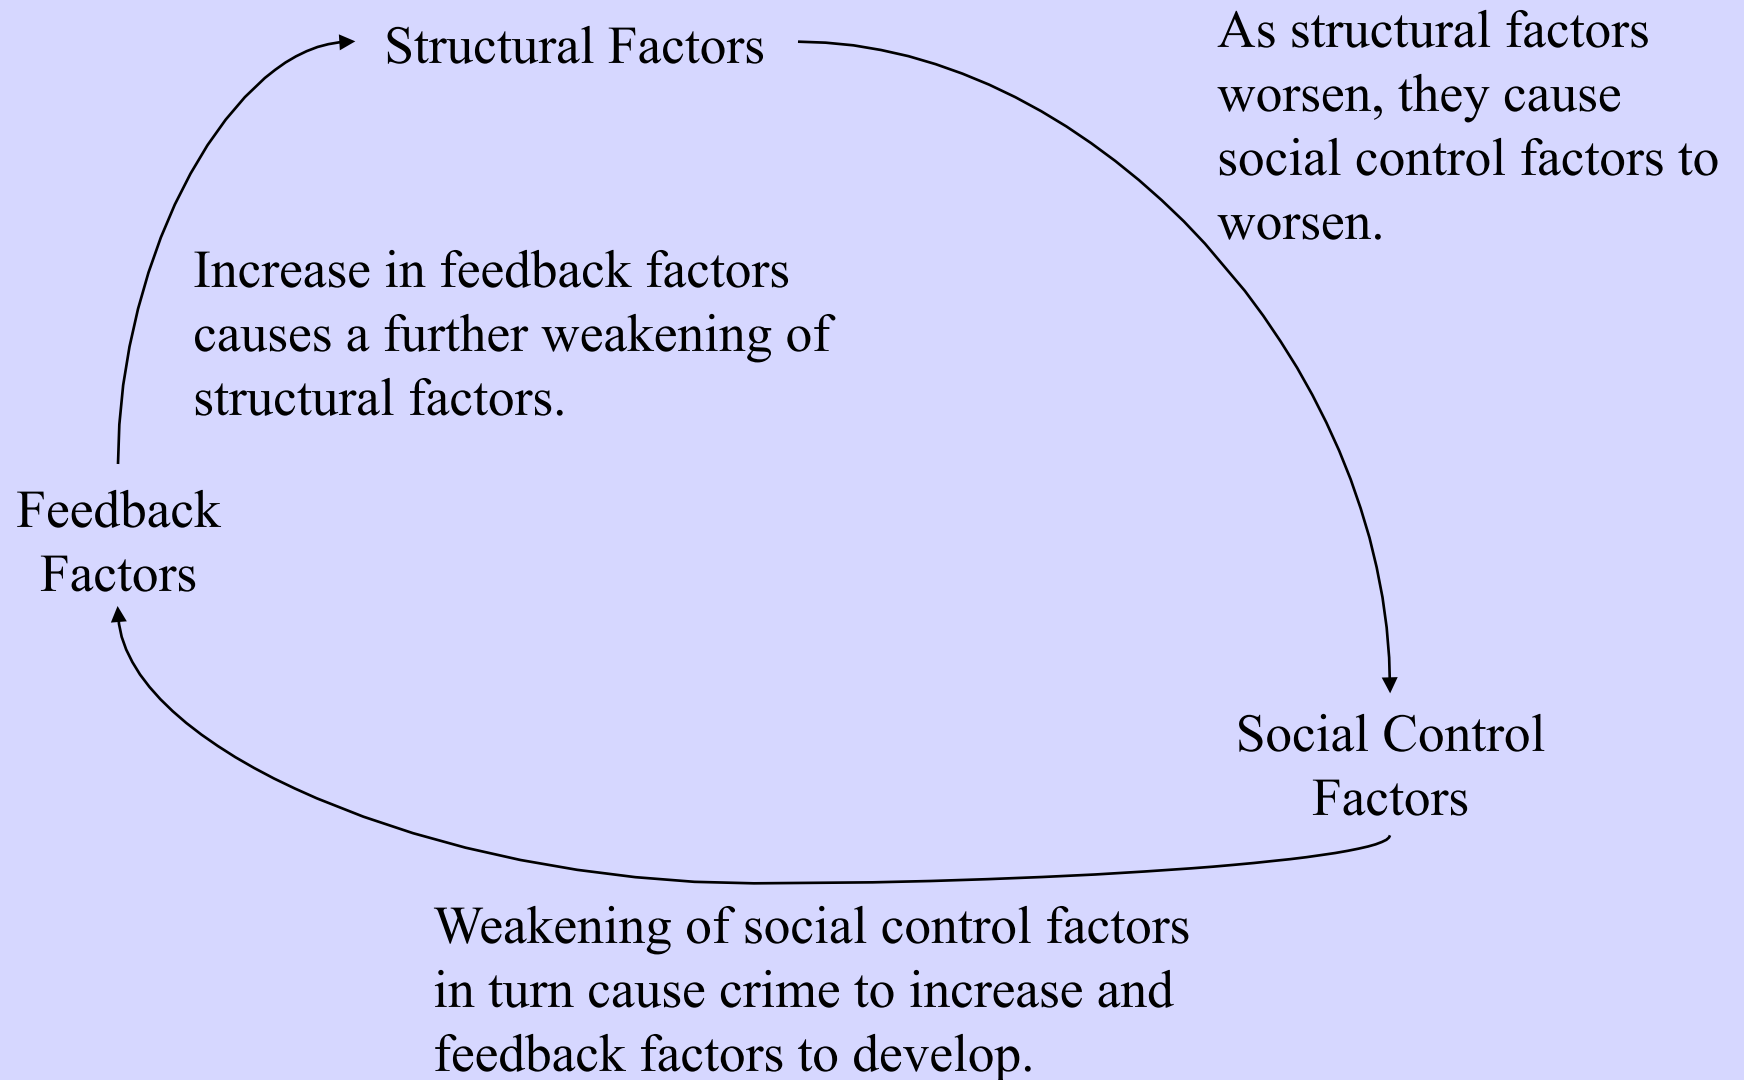 Structural Factors
As structural factors
worsen, they cause
social control factors to
worsen.
Increase in feedback factors
causes a further weakening of
structural factors.
Feedback
Factors
Social Control
Factors
Weakening of social control factors
in turn cause crime to increase and
feedback factors to develop.